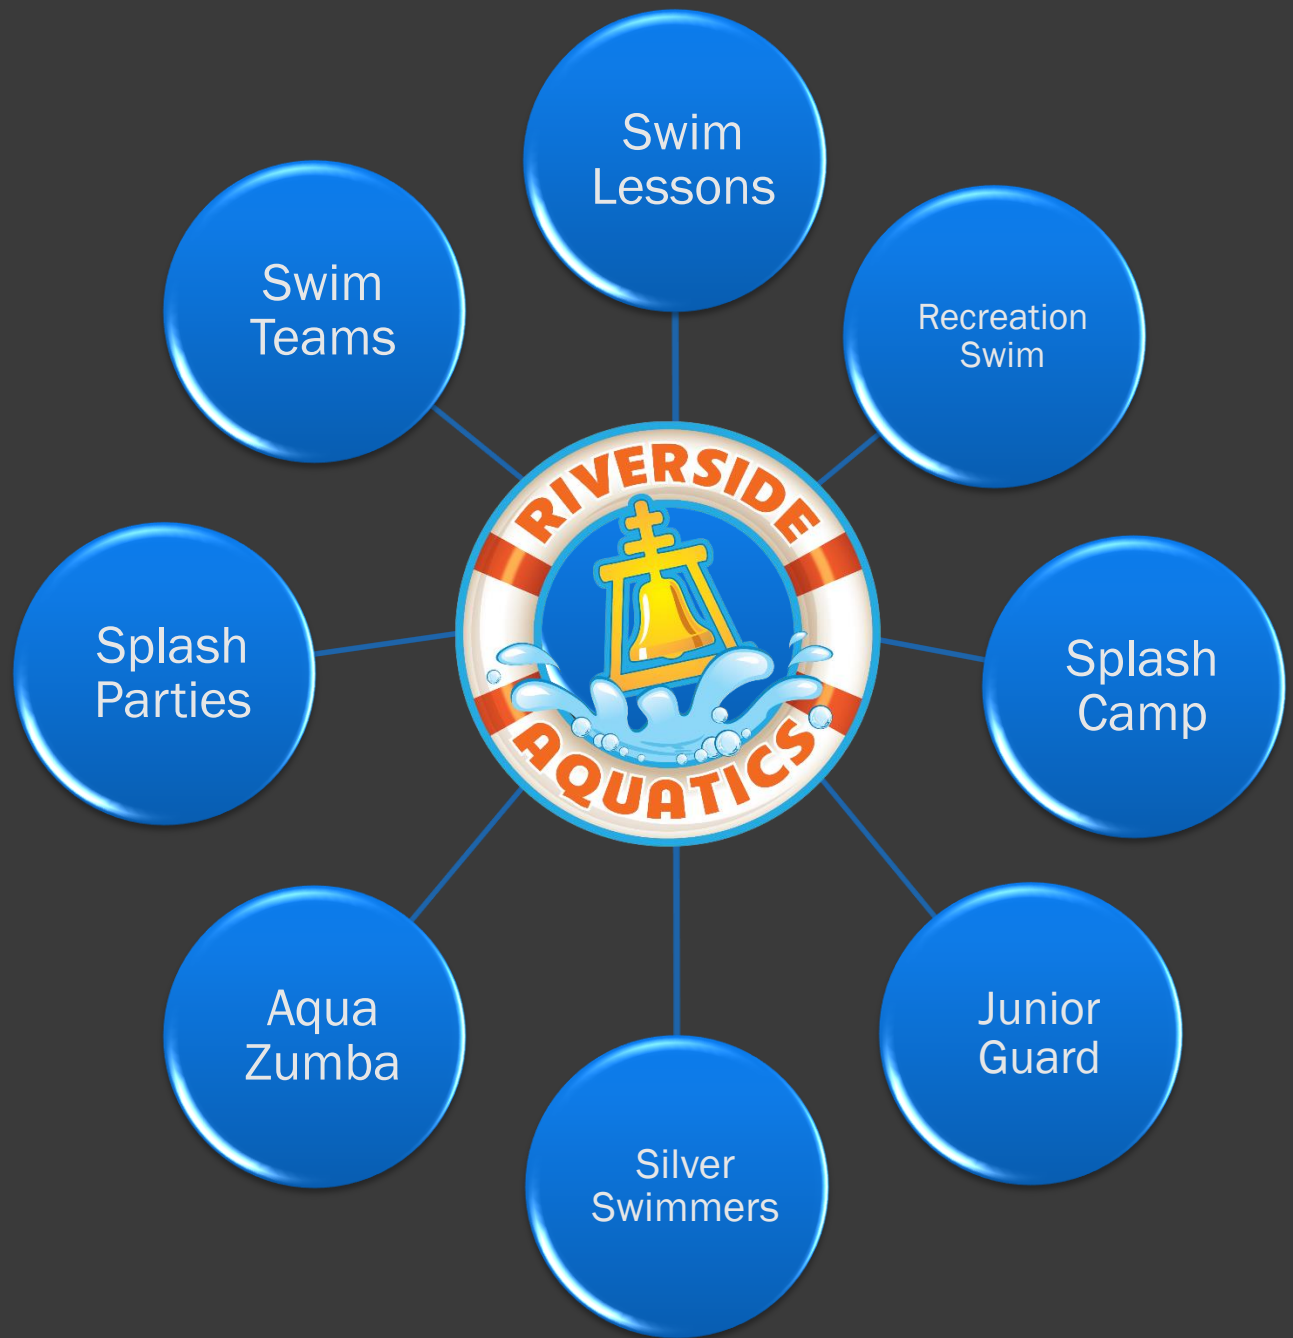 Swim
Lessons
Recreation
Swim
Swim
Teams
RIVERSIDE
AQUATICS
Splash
Parties
Splash
Camp
Aqua
Zumba
Junior
Guard
Silver
Swimmers